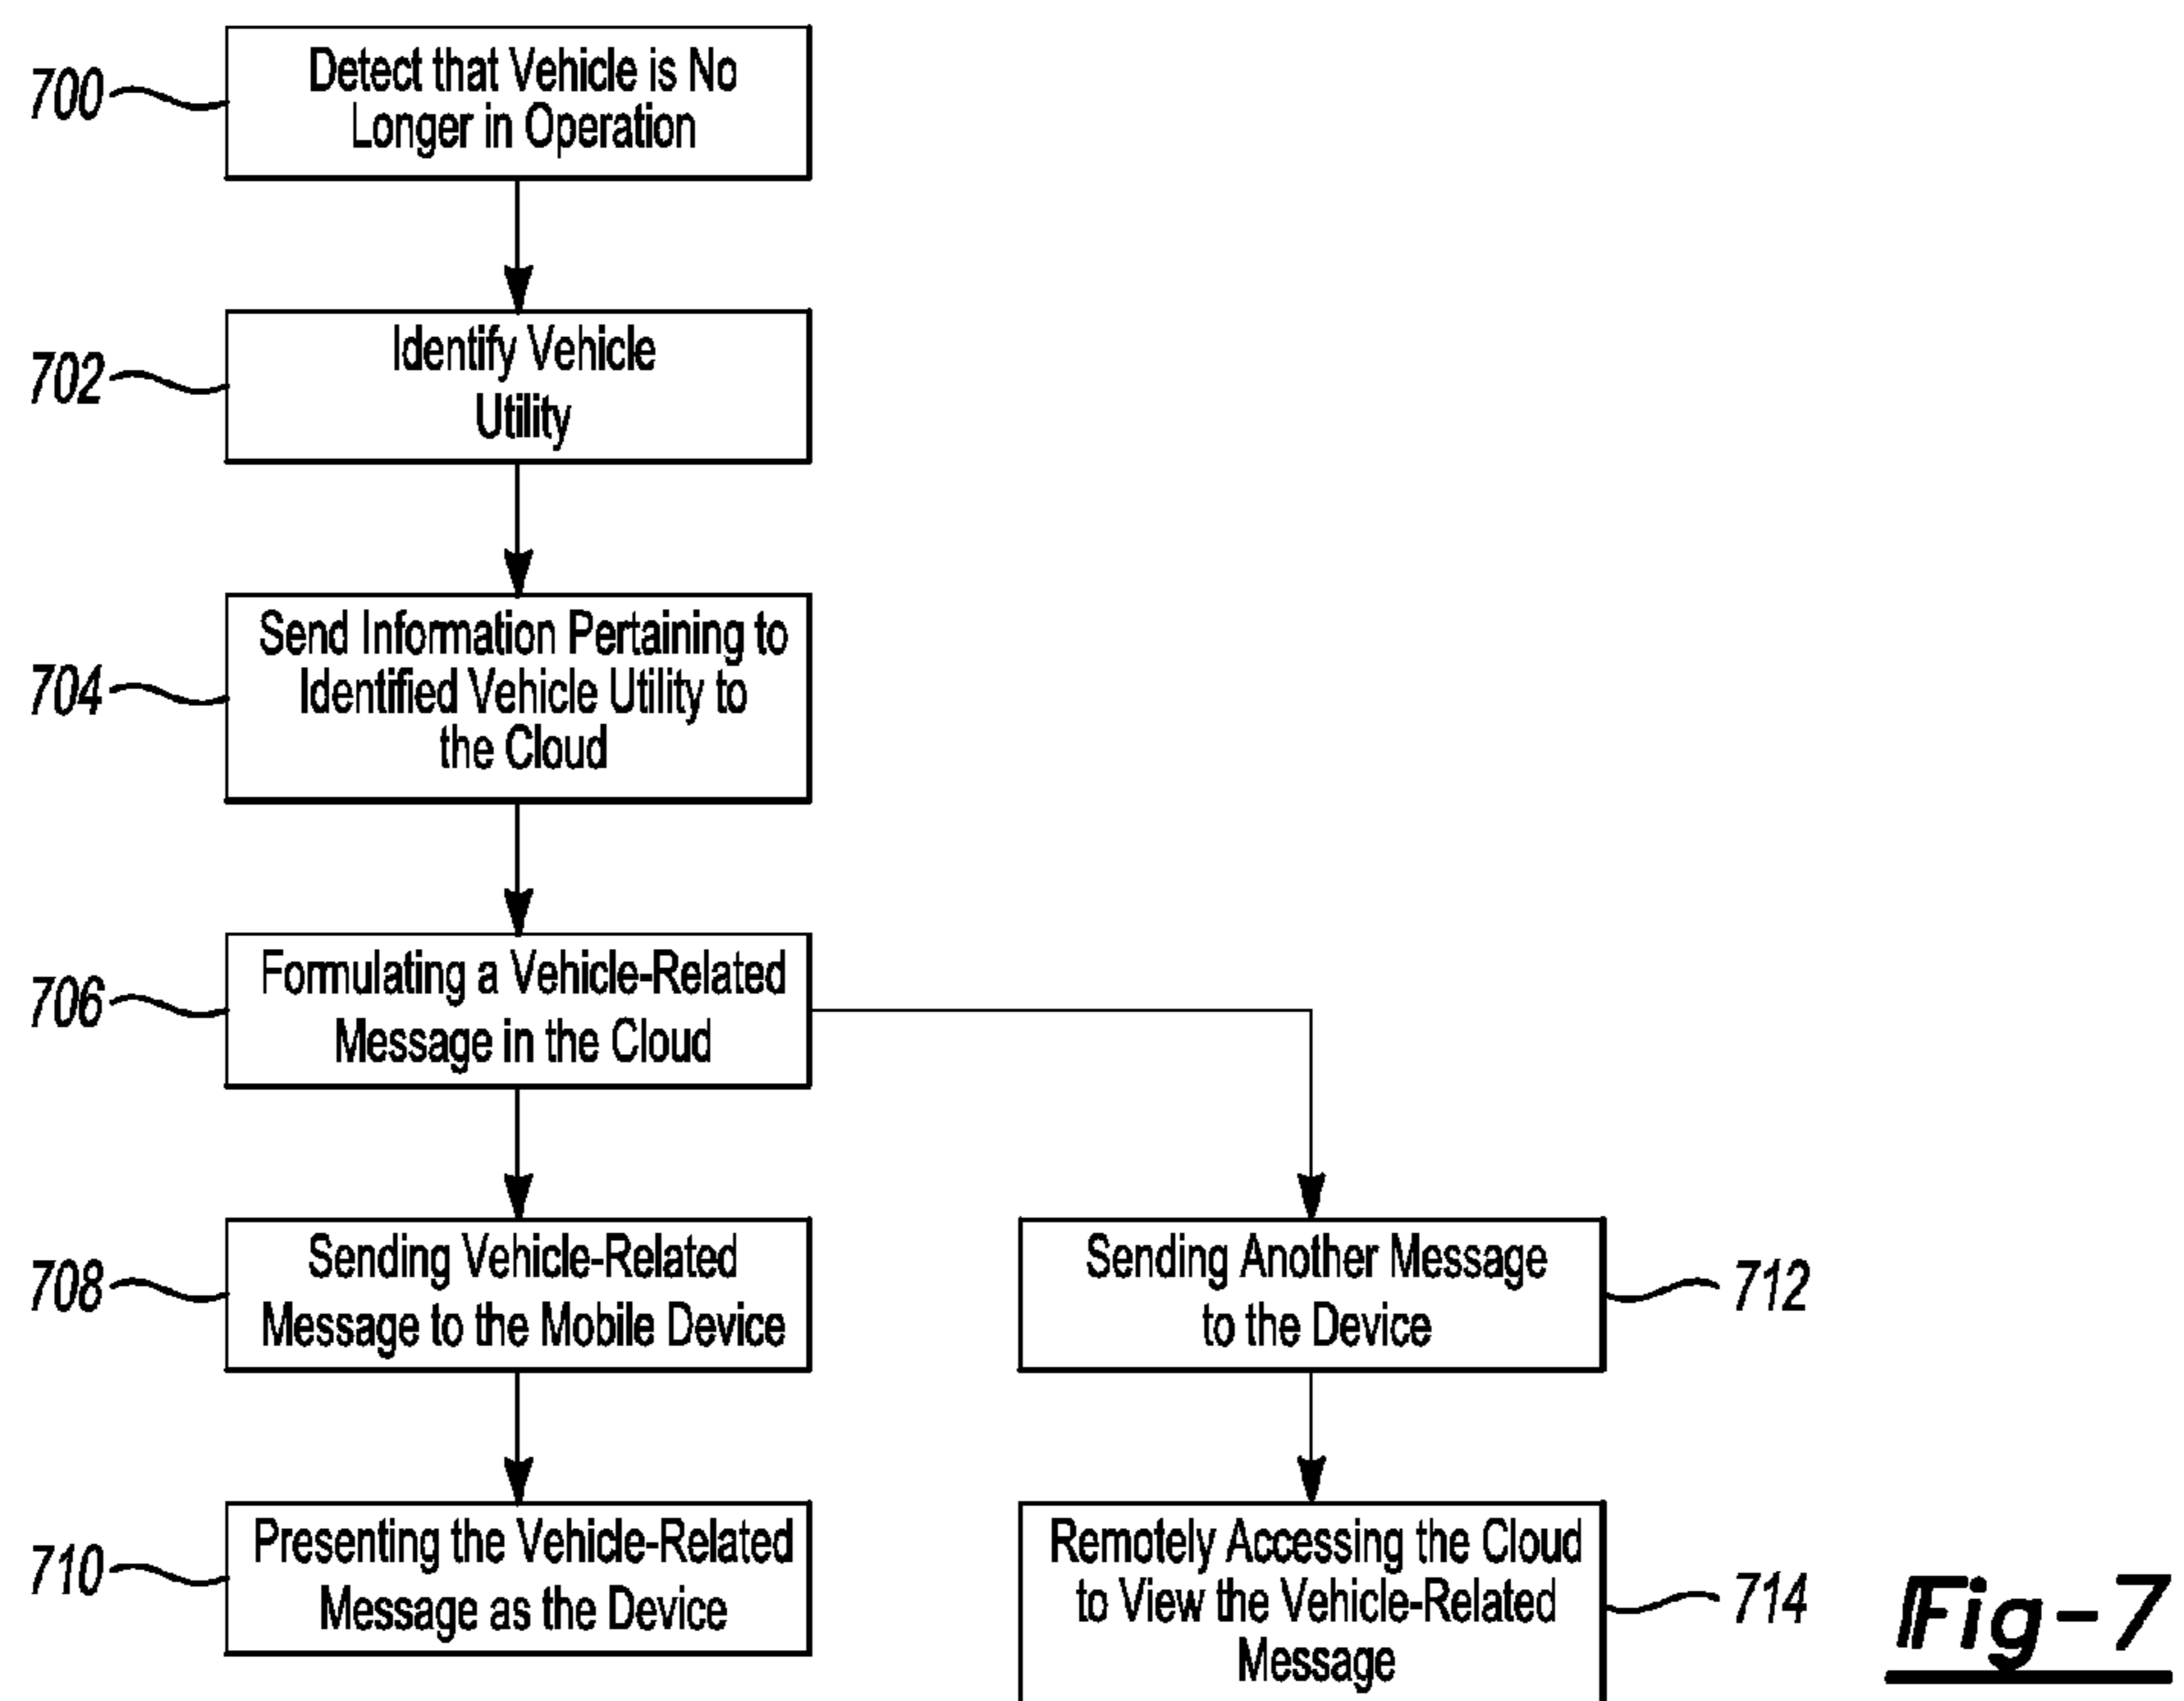 700
Detect that Vehicle is No
Longer in Operation
702
Identify Vehicle
Utility
704
Send Information Pertaining to
Identified Vehicle Utility to
the Cloud
706
Formulating a Vehicle-Related
Message in the Cloud
708
Sending Vehicle-Related
Message to the Mobile Device
710
Presenting the Vehicle-Related
Message as the Device
Sending Another Message
to the Device
712
Remotely Accessing the Cloud
to View the Vehicle-Related
Message
714
Fig-7